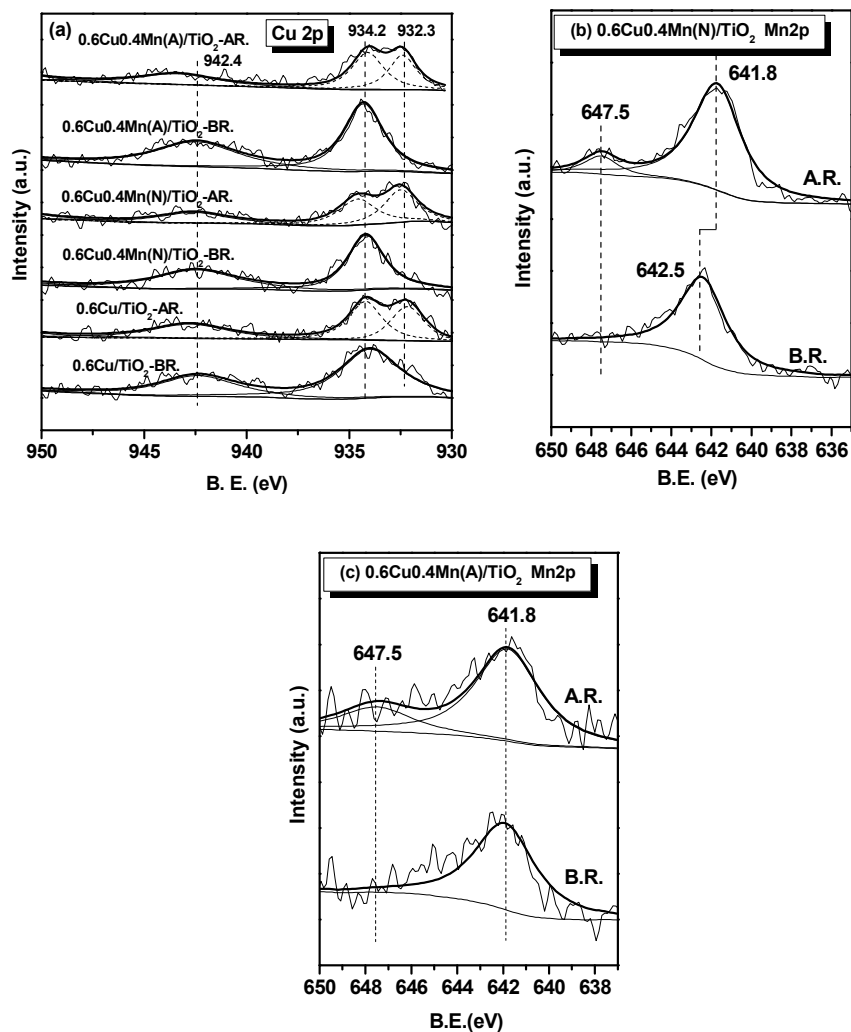 (a)
Cu 2p
934.2 932.3
0.6Cu0.4Mn(A)/TiO₂-AR.
942.4
0.6Cu0.4Mn(A)/TiO₂-BR.
0.6Cu0.4Mn(N)/TiO₂-AR.
0.6Cu0.4Mn(N)/TiO₂-BR.
0.6Cu/TiO₂-AR.
0.6Cu/TiO₂-BR.
Intensity (a.u.)
950 945 940 935 930
B. E. (eV)
(b) 0.6Cu0.4Mn(N)/TiO₂ Mn2p
641.8
647.5
A.R.
642.5
B.R.
Intensity (a.u.)
650 648 646 644 642 640 638 636
B.E. (eV)
(c) 0.6Cu0.4Mn(A)/TiO₂ Mn2p
641.8
647.5
A.R.
B.R.
Intensity (a.u.)
650 648 646 644 642 640 638
B.E.(eV)